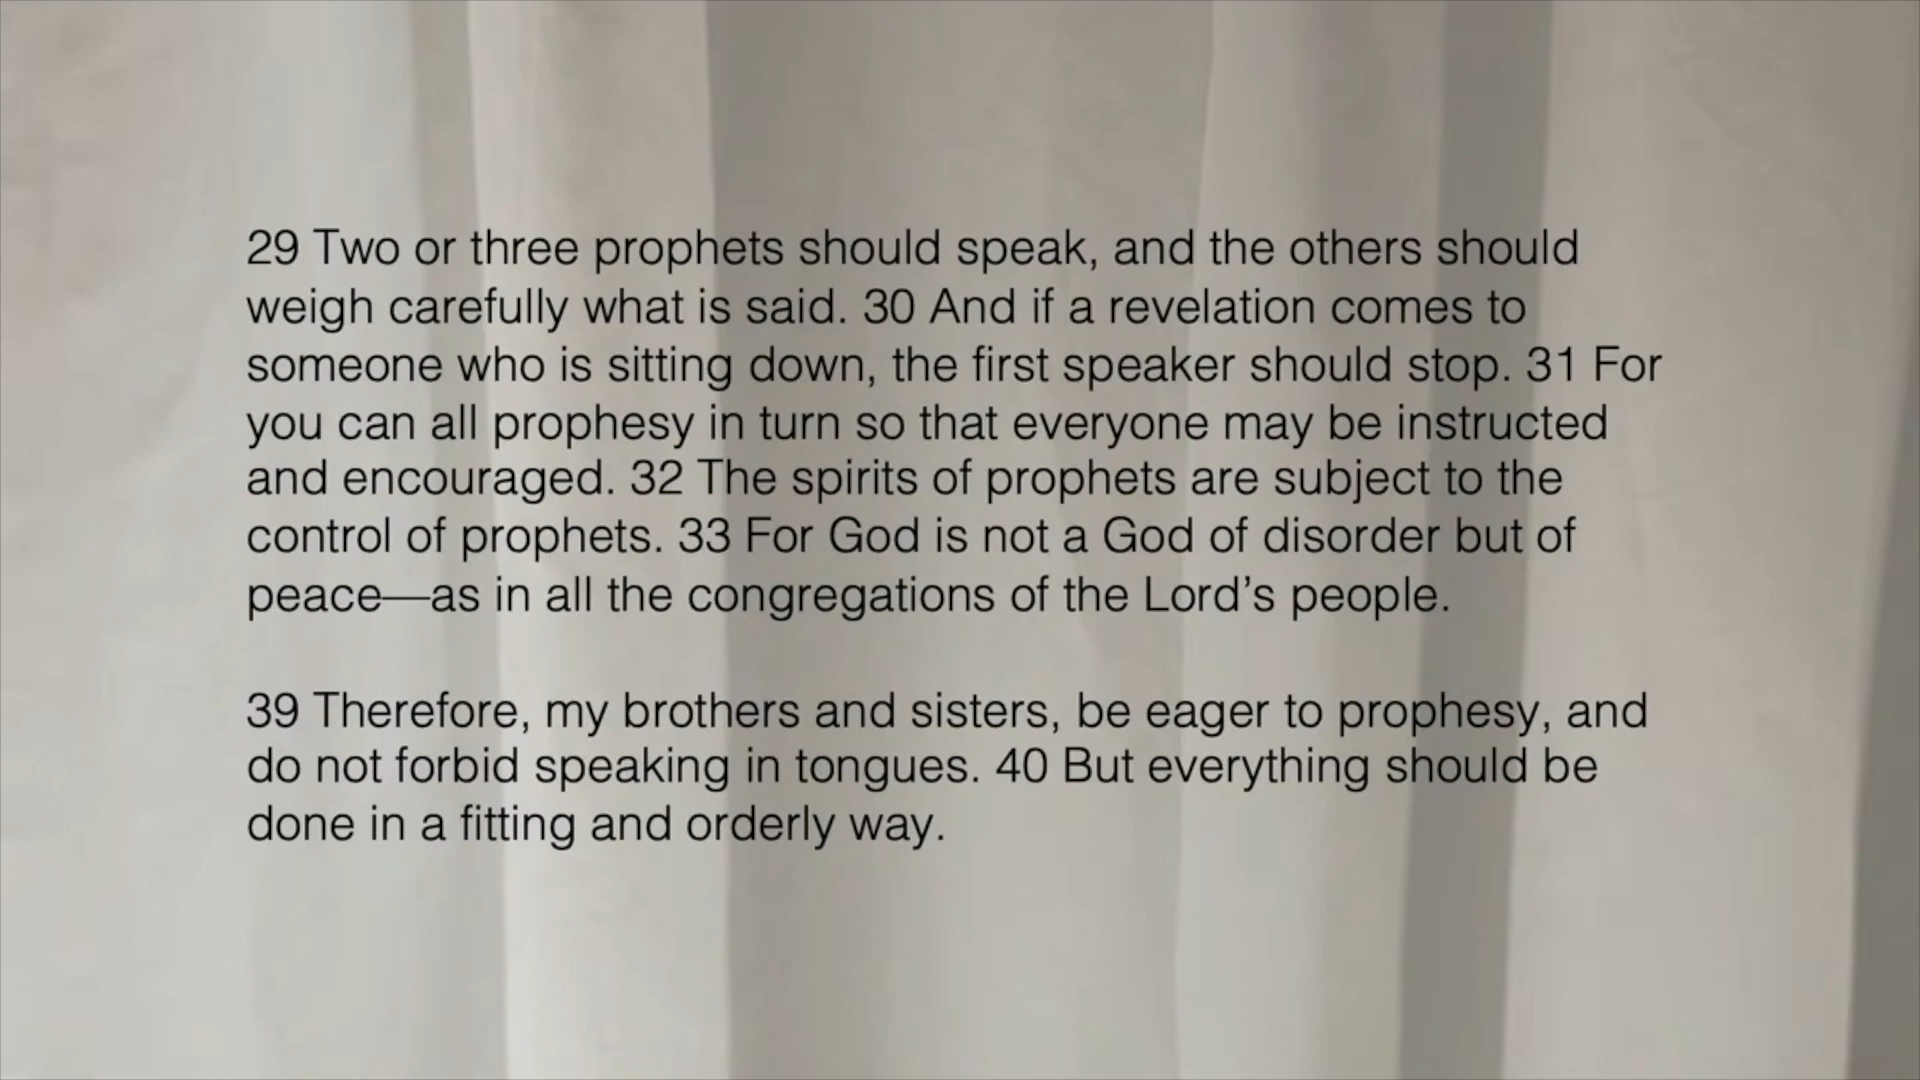 29 Two or three prophets should speak, and the others should
weigh carefully what is said. 30 And if a revelation comes to
someone who is sitting down, the first speaker should stop. 31 For
you can all prophesy in turn so that everyone may be instructed
and encouraged. 32 The spirits of prophets are subject to the
control of prophets. 33 For God is not a God of disorder but of
peace—as in all the congregations of the Lord’s people.
39 Therefore, my brothers and sisters, be eager to prophesy, and
do not forbid speaking in tongues. 40 But everything should be
done in a fitting and orderly way.